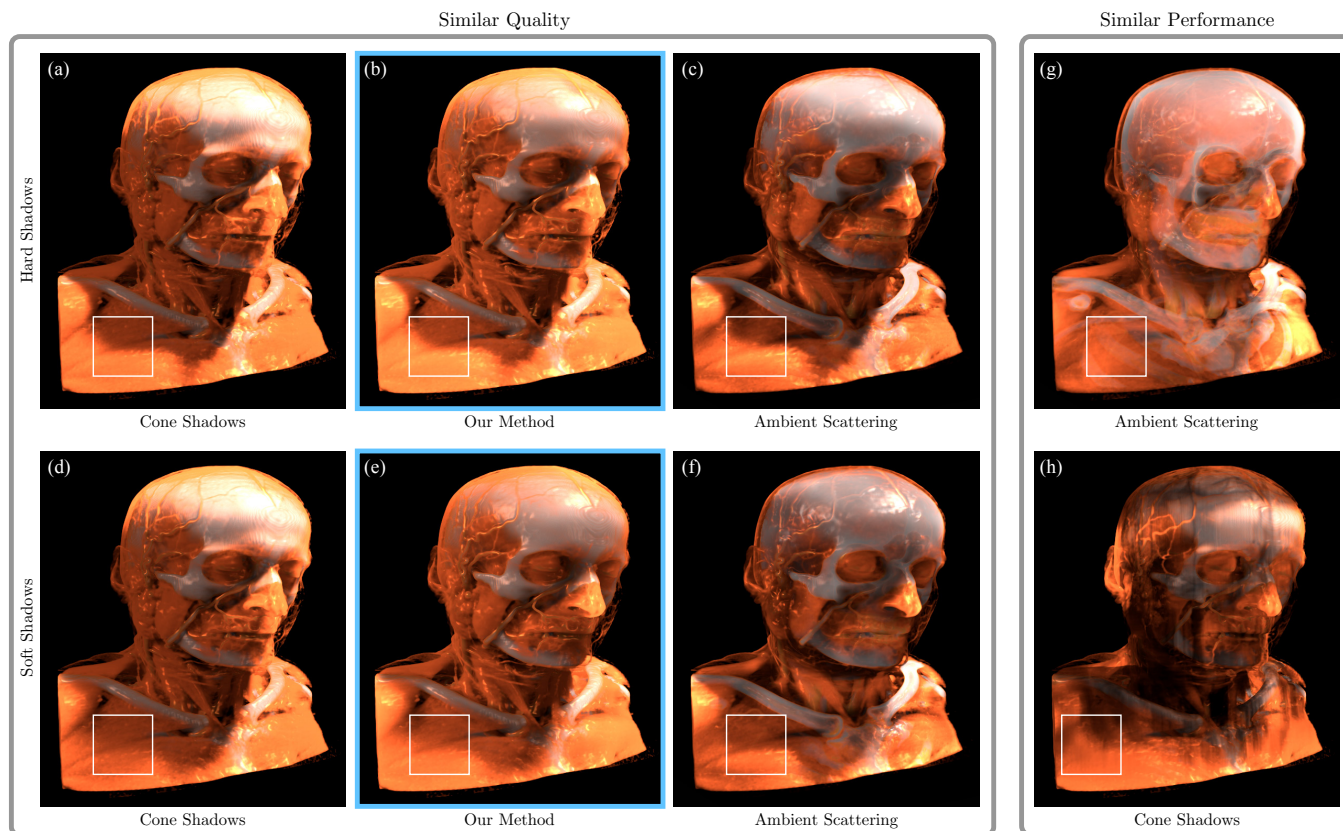 Similar Quality
Similar Performance
Hard Shadows
(a)
(b)
(c)
(g)
Cone Shadows
Our Method
Ambient Scattering
Ambient Scattering
Soft Shadows
(d)
(e)
(f)
(h)
Cone Shadows
Our Method
Ambient Scattering
Cone Shadows